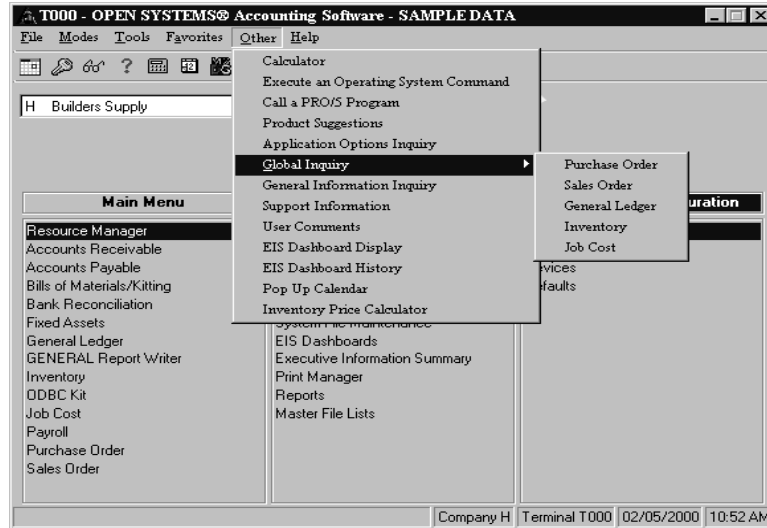 T000 - OPEN SYSTEMS® Accounting Software - SAMPLE DATA
File Modes Tools Favorites Other Help
H Builders Supply
Calculator
Execute an Operating System Command
Call a PRO/5 Program
Product Suggestions
Application Options Inquiry
Global Inquiry
General Information Inquiry
Support Information
User Comments
EIS Dashboard Display
EIS Dashboard History
Pop Up Calendar
Inventory Price Calculator
Purchase Order
Sales Order
General Ledger
Inventory
Job Cost
Main Menu
Resource Manager
Accounts Receivable
Accounts Payable
Bills of Materials/Kitting
Bank Reconciliation
Fixed Assets
General Ledger
GENERAL Report Writer
Inventory
ODBC Kit
Job Cost
Payroll
Purchase Order
Sales Order
System File Maintenance
EIS Dashboards
Executive Information Summary
Print Manager
Reports
Master File Lists
Company H Terminal T000 02/05/2000 10:52 AM